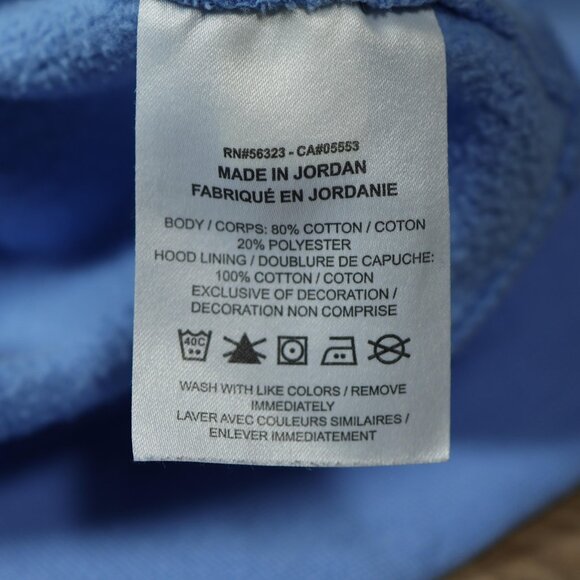 RN#56323 - CA#05553
MADE IN JORDAN
FABRIQUÉ EN JORDANIE
BODY / CORPS: 80% COTTON / COTON
20% POLYESTER
HOOD LINING / DOUBLURE DE CAPUCHE:
100% COTTON / COTON
EXCLUSIVE OF DECORATION /
DECORATION NON COMPRISE
40C
WASH WITH LIKE COLORS / REMOVE
IMMEDIATELY
LAVER AVEC COULEURS SIMILAIRES /
ENLEVER IMMEDIATEMENT